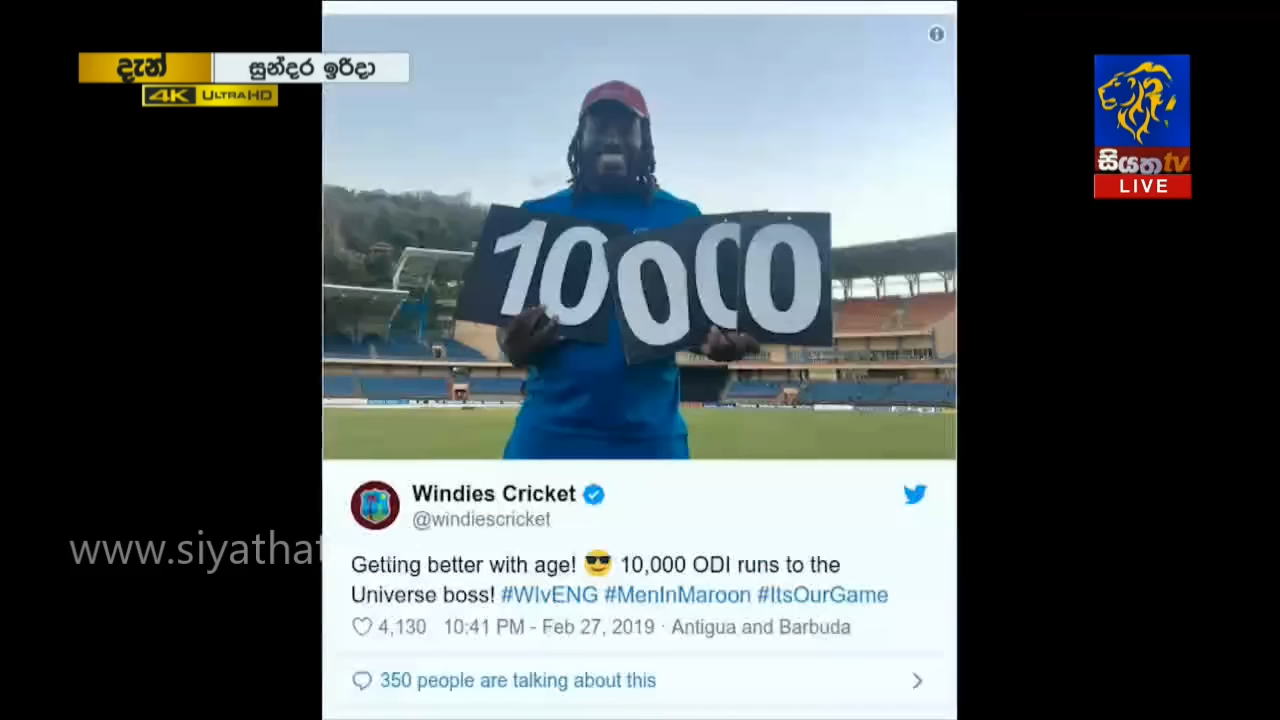 දැන්
සුන්දර ඉරිදා
4K ULTRA HD
සියත tv
LIVE
10000
Windies Cricket
@windiescricket
www.siyathat
Getting better with age! 😎 10,000 ODI runs to the
Universe boss! #WIvENG #MenInMaroon #ItsOurGame
4,130 10:41 PM - Feb 27, 2019 · Antigua and Barbuda
350 people are talking about this